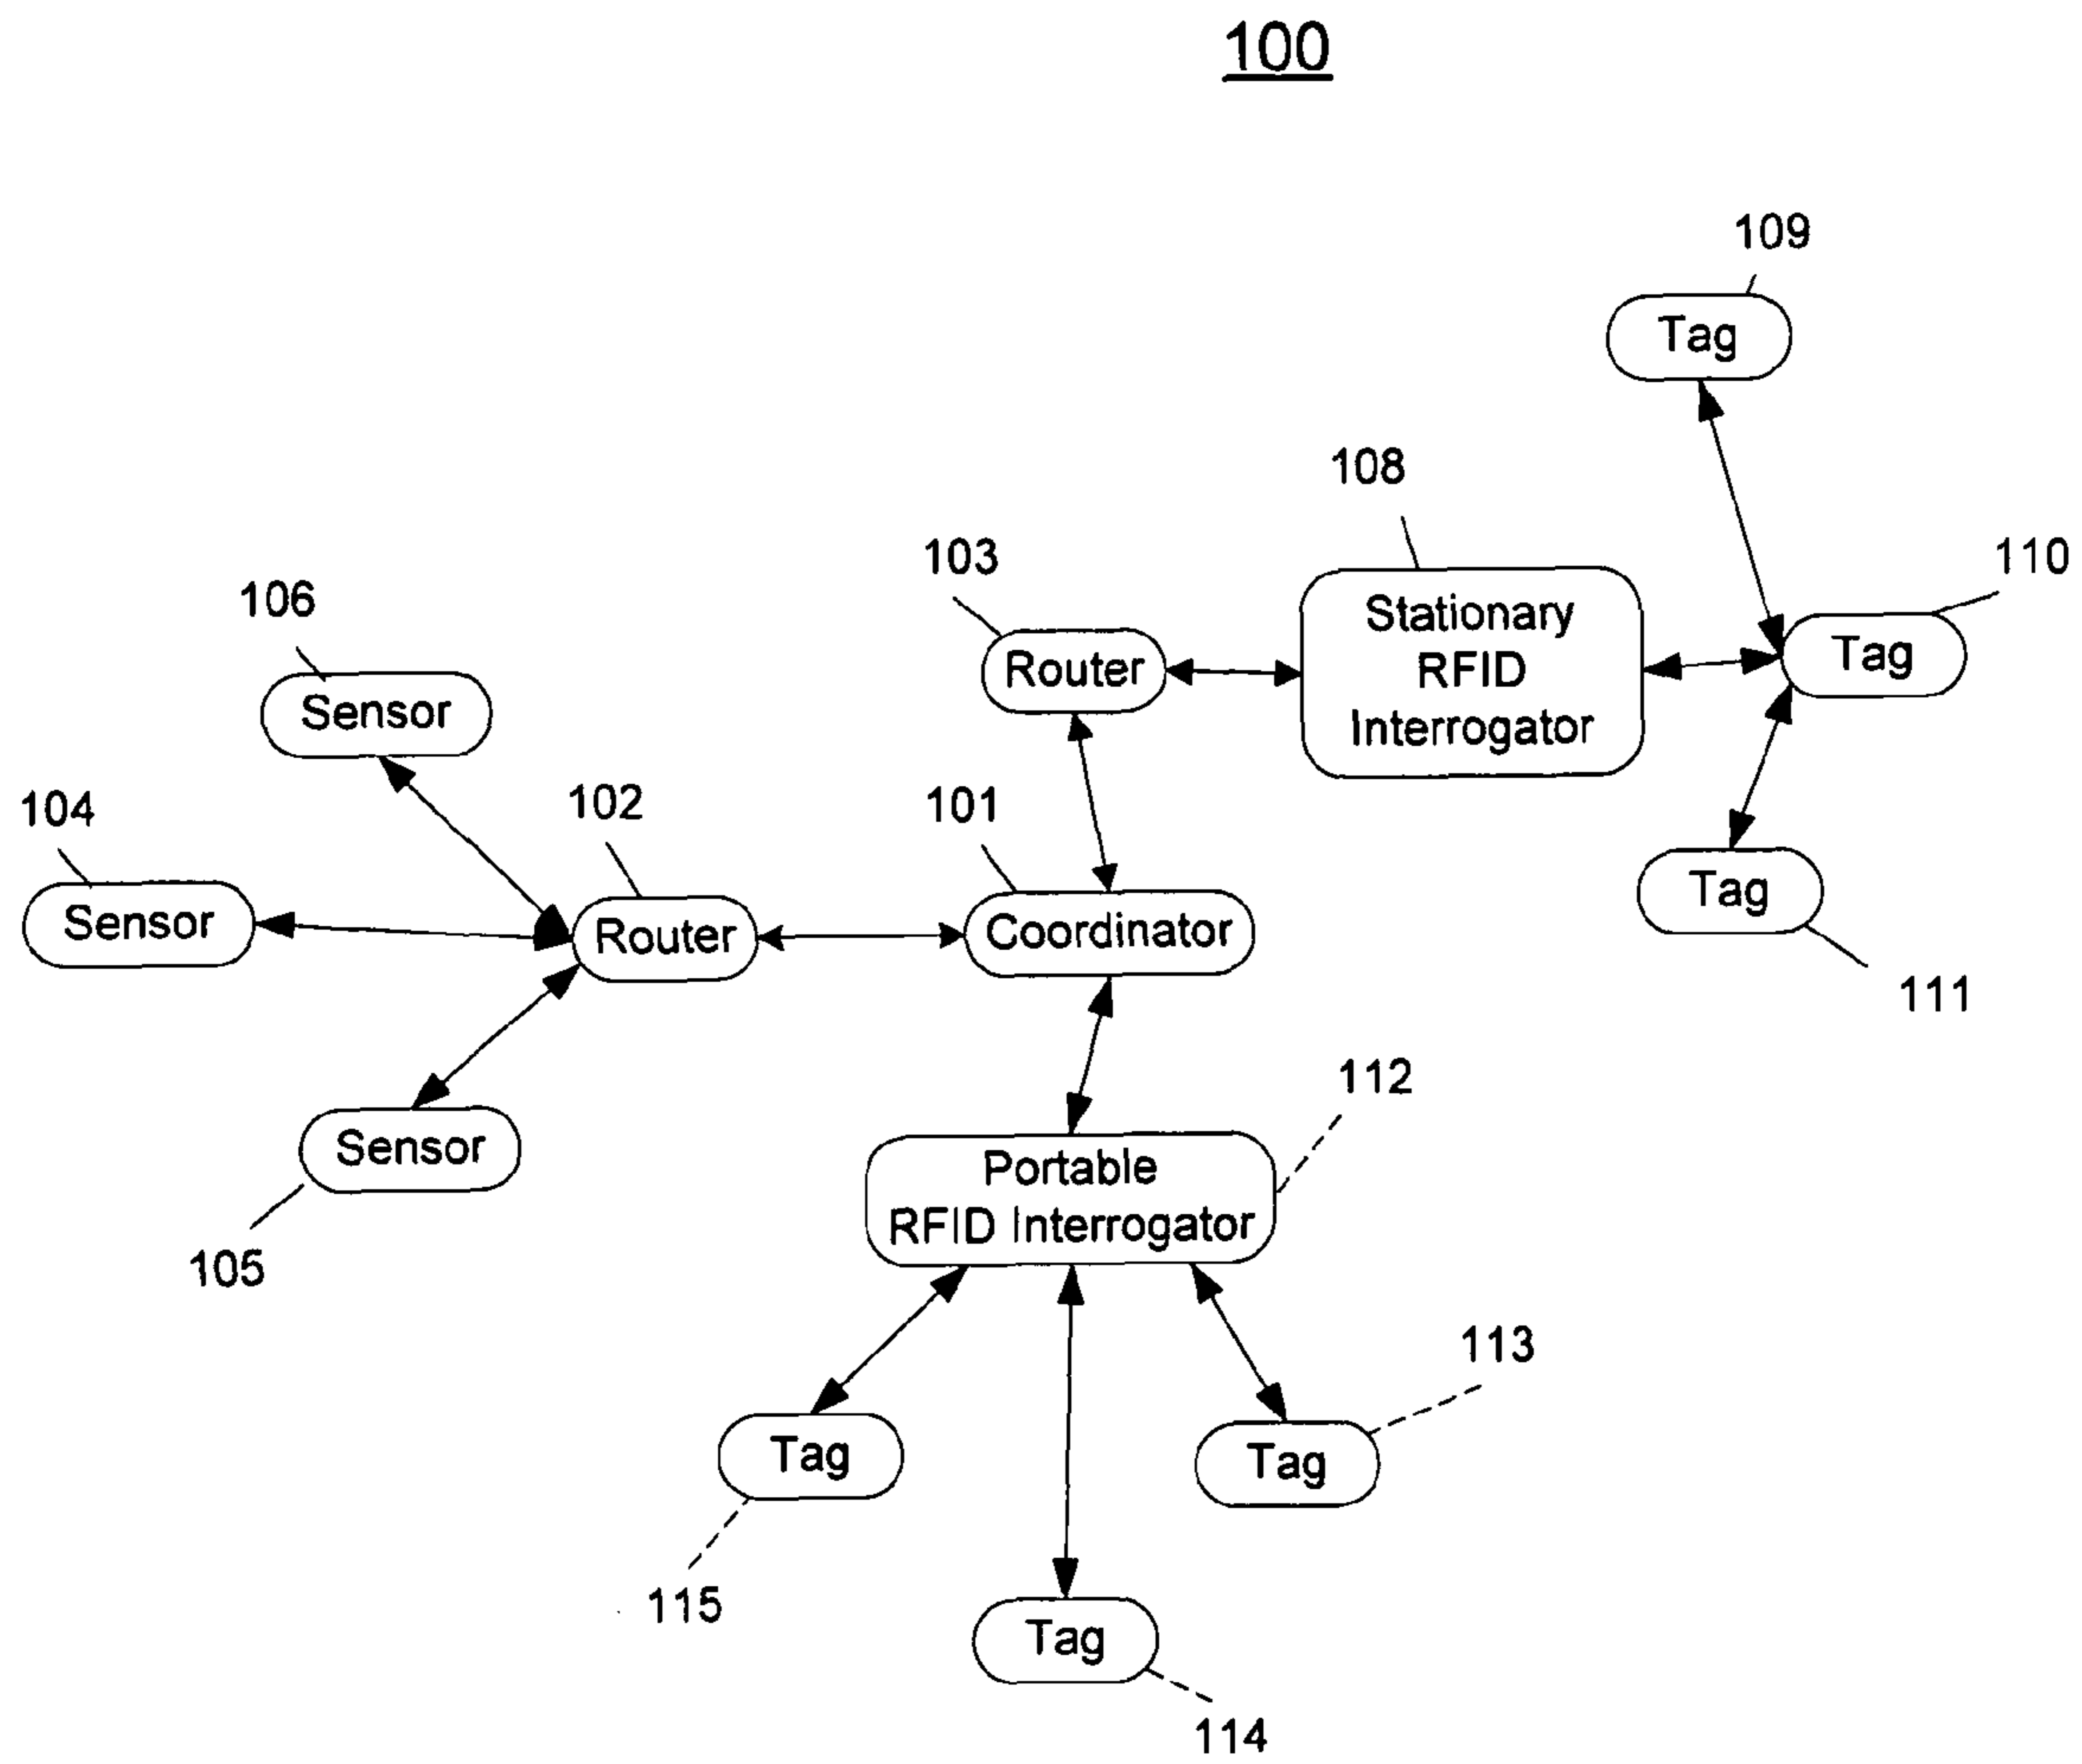 100
109
Tag
108
110
103
Stationary
RFID
Interrogator
Tag
Router
106
Sensor
104
102
101
Tag
Sensor
Router
Coordinator
111
112
Sensor
Portable
RFID Interrogator
105
113
Tag
Tag
115
Tag
114